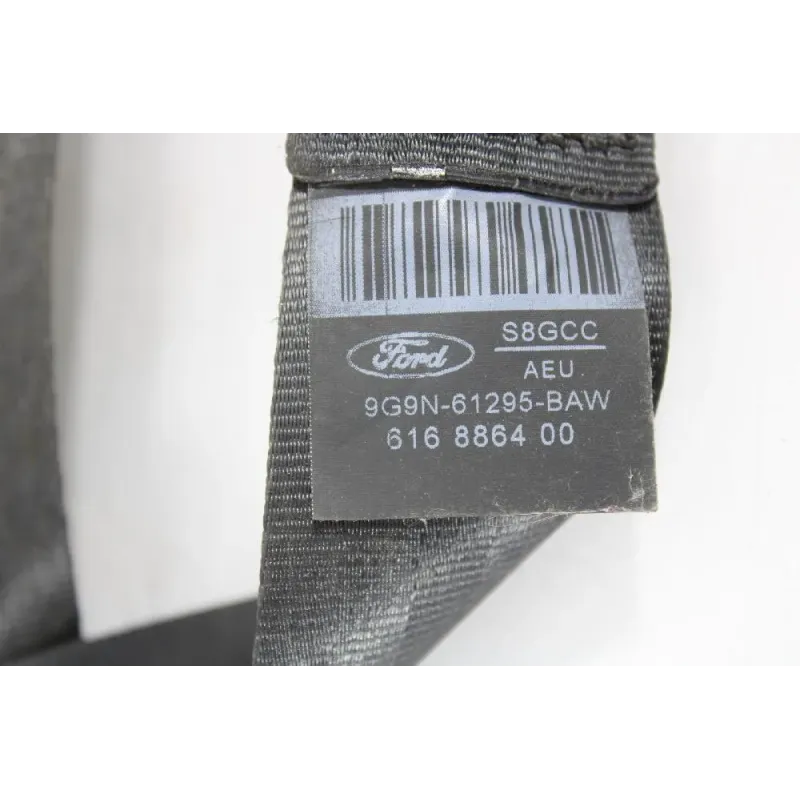 Ford
S8GCC
AEU
9G9N-61295-BAW
616 8864 00